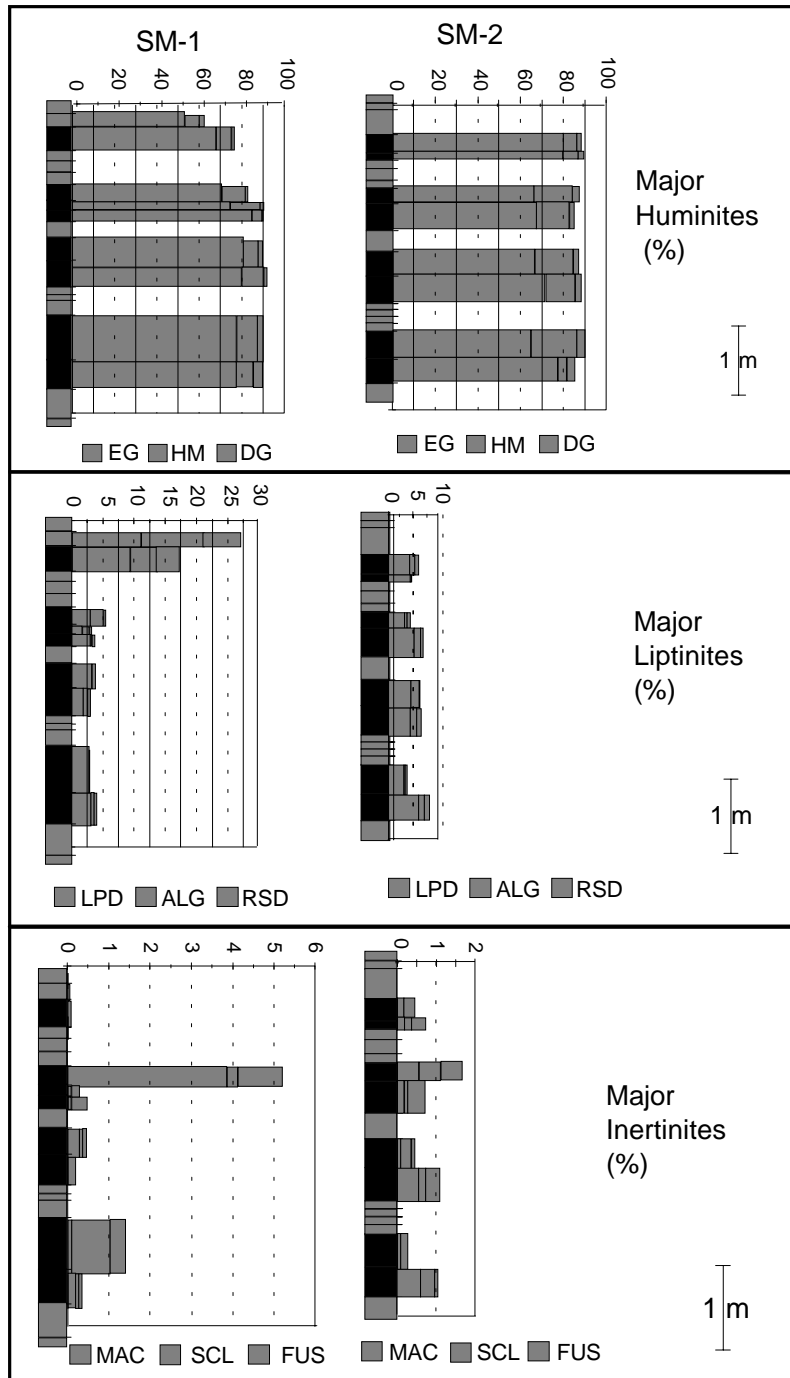 SM-1
SM-2
0 20 40 60 80 100
0 20 40 60 80 100
Major
Huminites
(%)
1 m
EG HM DG
EG HM DG
0 5 10 15 20 25 30
0 5 10
Major
Liptinites
(%)
1 m
LPD ALG RSD
LPD ALG RSD
0 1 2 3 4 5 6
0 1 2
Major
Inertinites
(%)
1 m
MAC SCL FUS
MAC SCL FUS